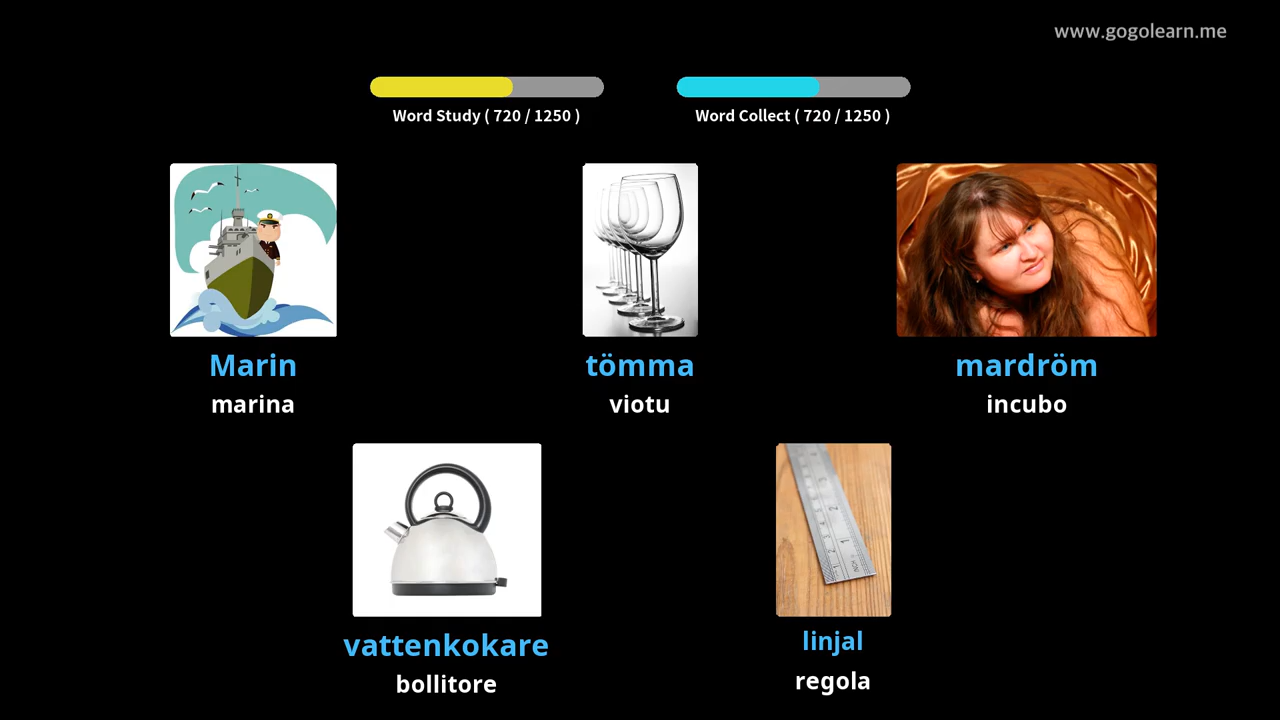 www.gogolearn.me
Word Study ( 720 / 1250 )
Word Collect ( 720 / 1250 )
Marin
marina
tömma
viotu
mardröm
incubo
vattenkokare
bollitore
linjal
regola